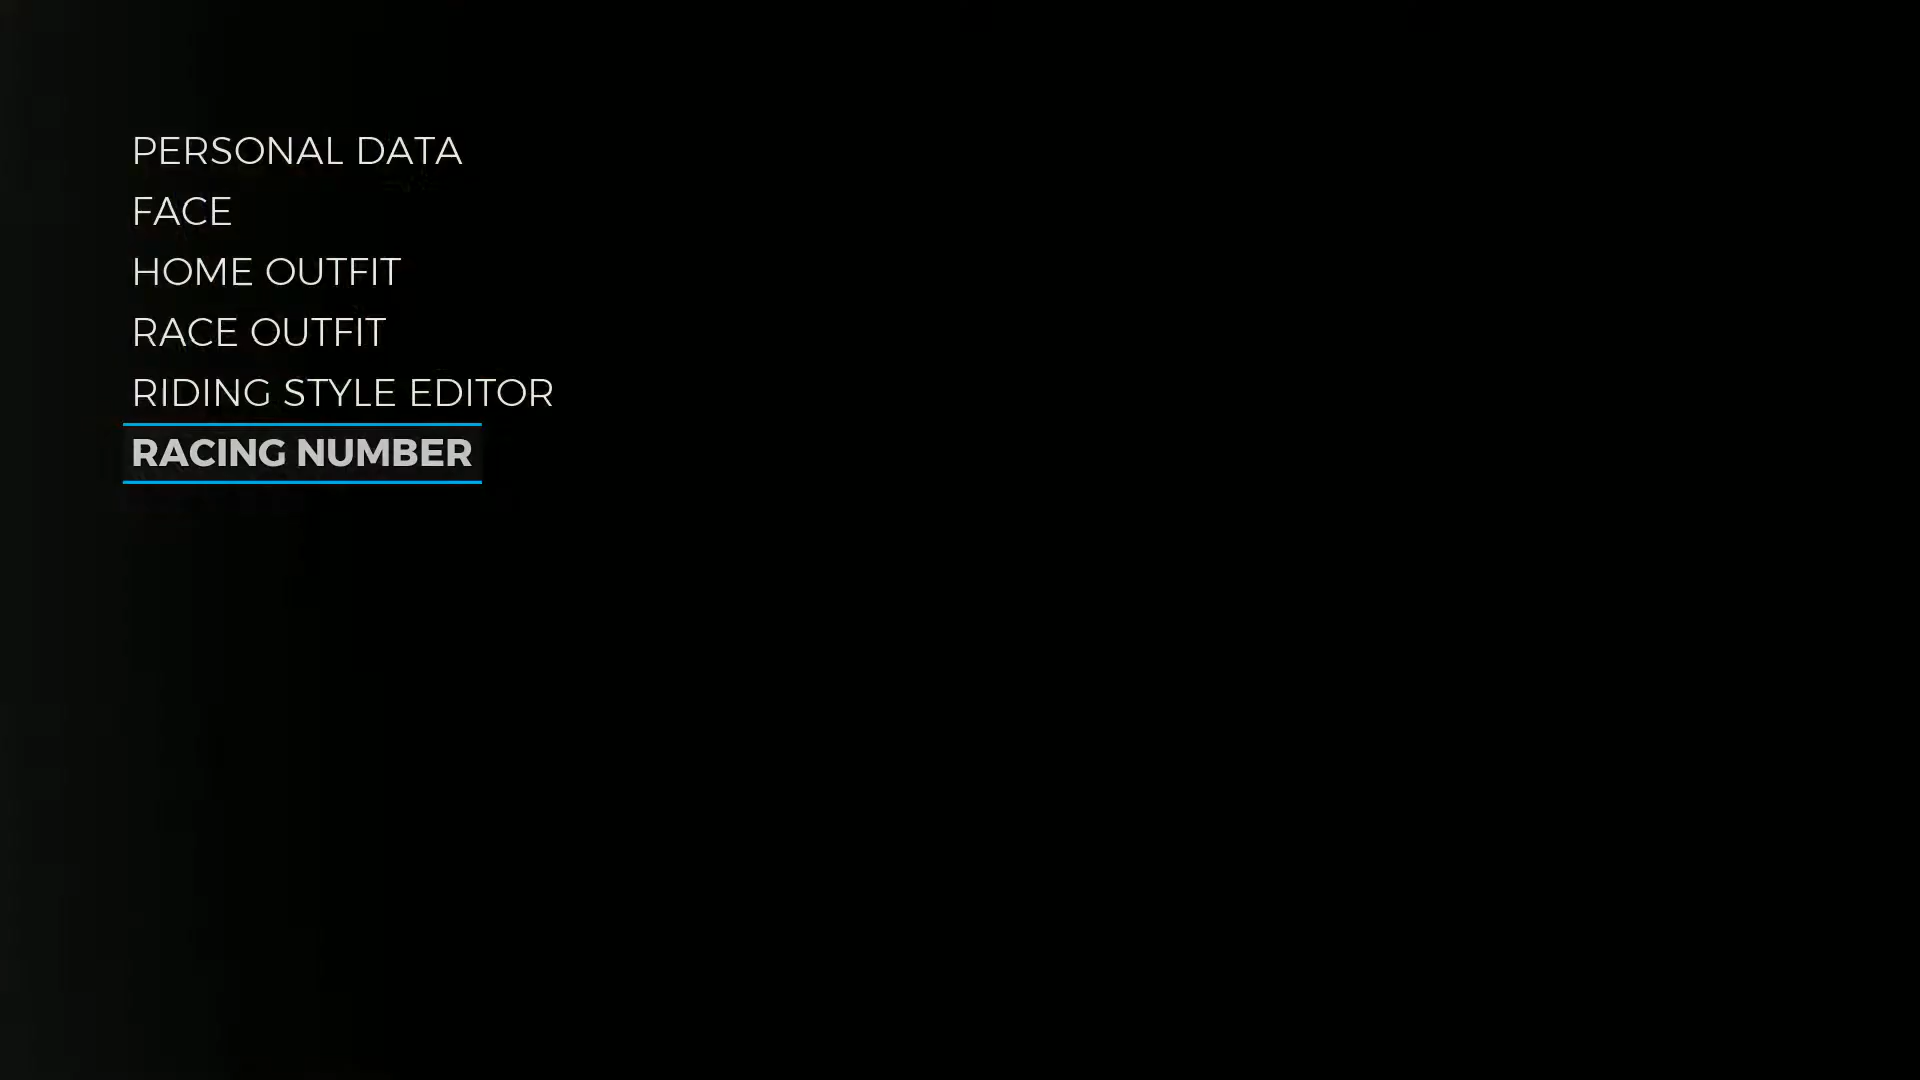 PERSONAL DATA
FACE
HOME OUTFIT
RACE OUTFIT
RIDING STYLE EDITOR
RACING NUMBER